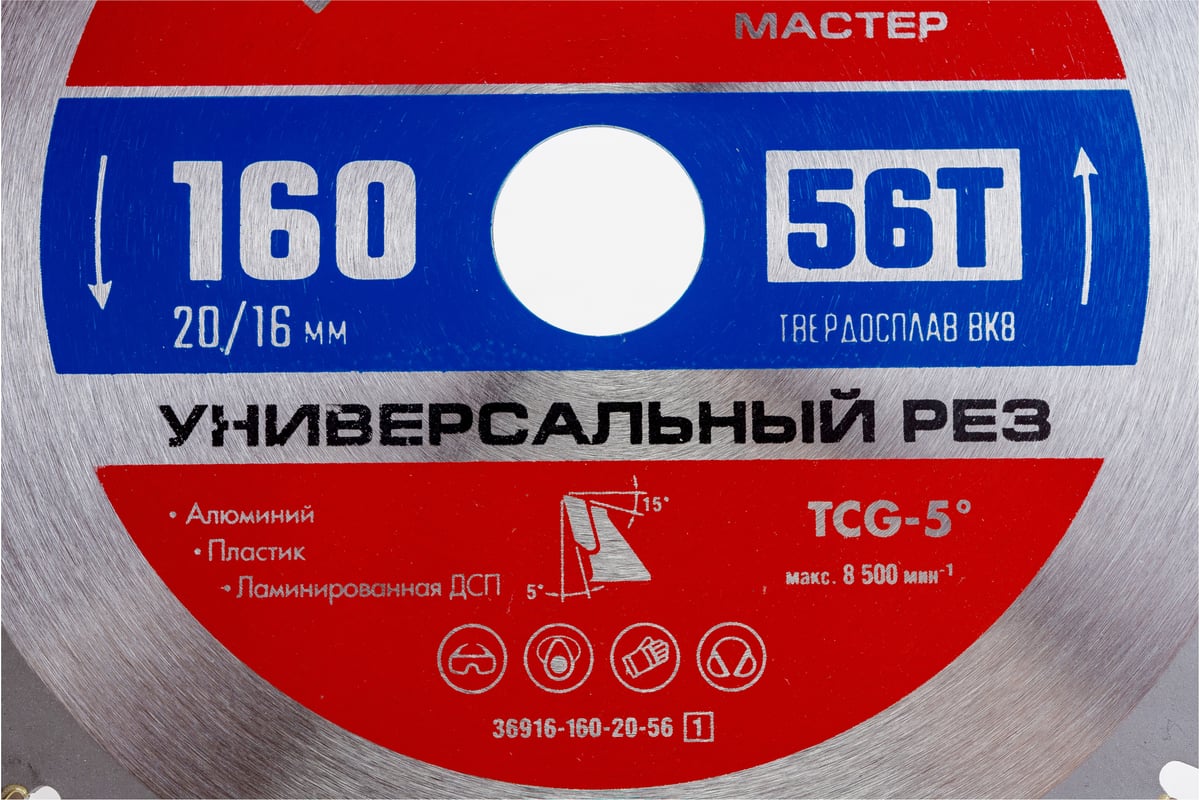 МАСТЕР
160
56T
20/16 мм
ТВЕРДОСПЛАВ ВК8
УНИВЕРСАЛЬНЫЙ РЕЗ
• Алюминий
• Пластик
• Ламинированная ДСП
15°
5°
TCG-5°
макс. 8 500 мин⁻¹
36916-160-20-56 1